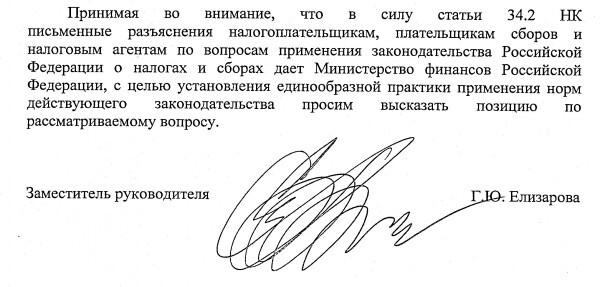 Принимая во внимание, что в силу статьи 34.2 НК
письменные разъяснения налогоплательщикам, плательщикам сборов и
налоговым агентам по вопросам применения законодательства Российской
Федерации о налогах и сборах дает Министерство финансов Российской
Федерации, с целью установления единообразной практики применения норм
действующего законодательства просим высказать позицию по
рассматриваемому вопросу.
Заместитель руководителя Г.Ю. Елизарова